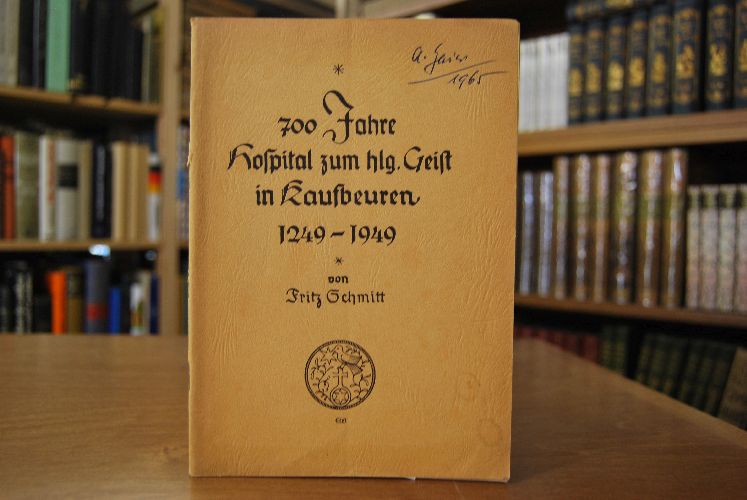 1965
*
700 Jahre
Hospital zum hlg. Geist
in Kaufbeuren
1249 - 1949
*
von
Fritz Schmitt